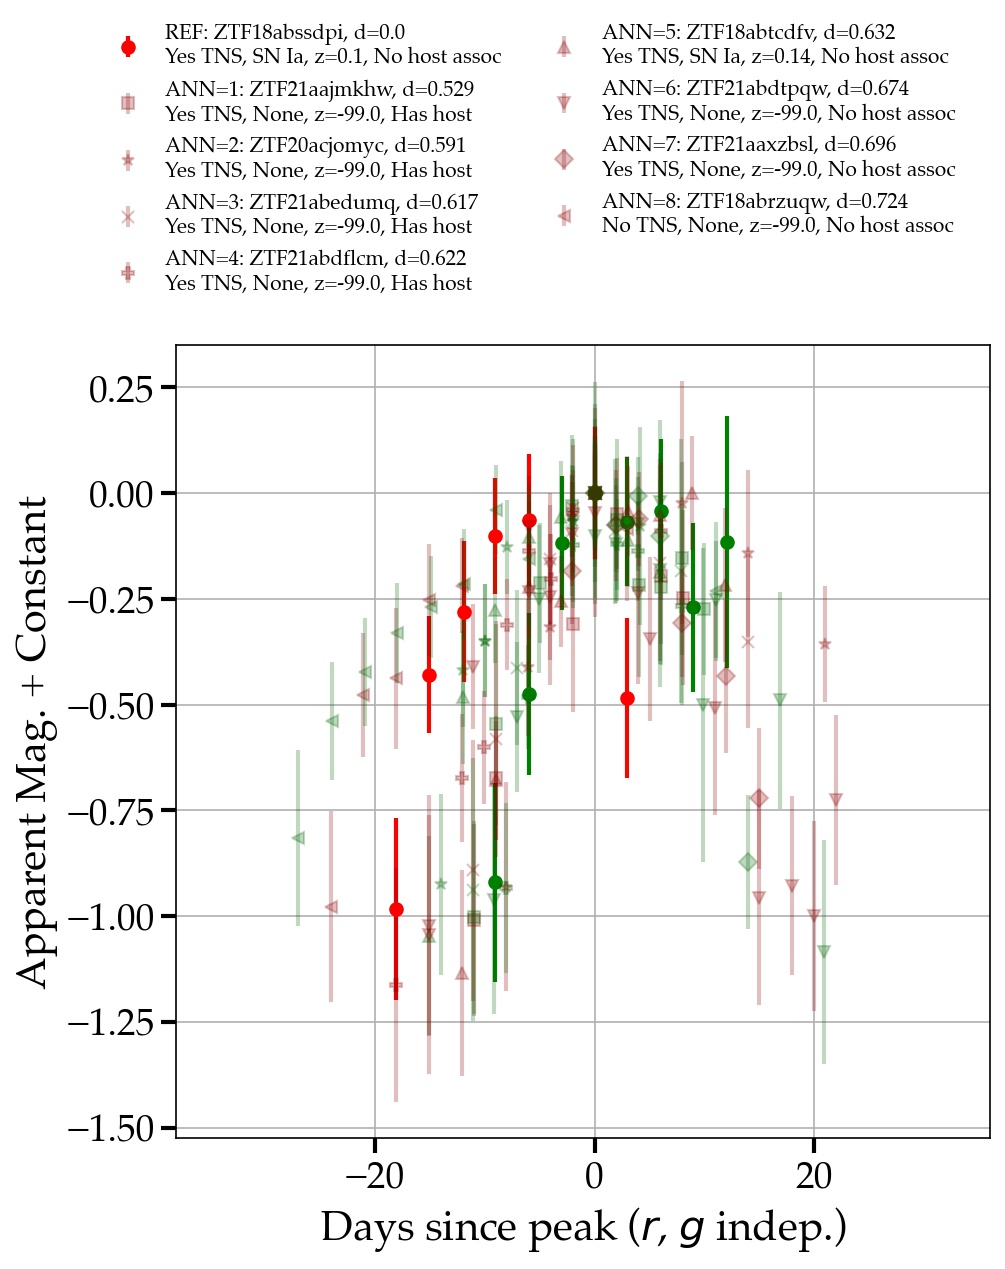 REF: ZTF18abssdpi, d=0.0
Yes TNS, SN Ia, z=0.1, No host assoc
ANN=1: ZTF21aajmkhw, d=0.529
Yes TNS, None, z=-99.0, Has host
ANN=2: ZTF20acjomyc, d=0.591
Yes TNS, None, z=-99.0, Has host
ANN=3: ZTF21abedumq, d=0.617
Yes TNS, None, z=-99.0, Has host
ANN=4: ZTF21abdflcm, d=0.622
Yes TNS, None, z=-99.0, Has host
ANN=5: ZTF18abtcdfv, d=0.632
Yes TNS, SN Ia, z=0.14, No host assoc
ANN=6: ZTF21abdtpqw, d=0.674
Yes TNS, None, z=-99.0, No host assoc
ANN=7: ZTF21aaxzbsl, d=0.696
Yes TNS, None, z=-99.0, No host assoc
ANN=8: ZTF18abrzuqw, d=0.724
No TNS, None, z=-99.0, No host assoc
Apparent Mag. + Constant
0.25
0.00
−0.25
−0.50
−0.75
−1.00
−1.25
−1.50
−20 0 20
Days since peak (r, g indep.)